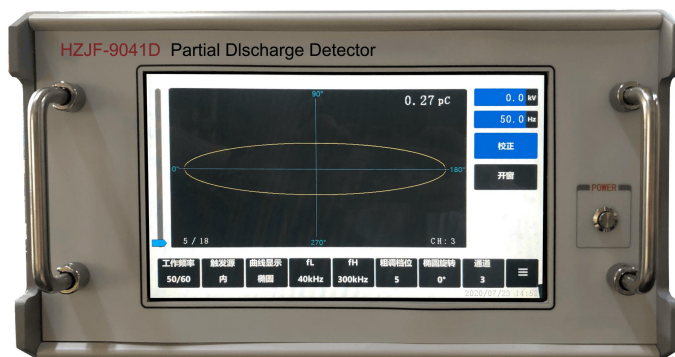 HZJF-9041D Partial DIscharge Detector
90°
0.27 pC
0.0 kV
50.0 Hz
校正
开窗
POWER
0°
180°
5/18
270°
CH:3
工作频率 触发源 曲线显示 fL fH 粗调档位 椭圆旋转 通道
50/60 内 椭圆 40kHz 300kHz 5 0° 3
2020/07/23